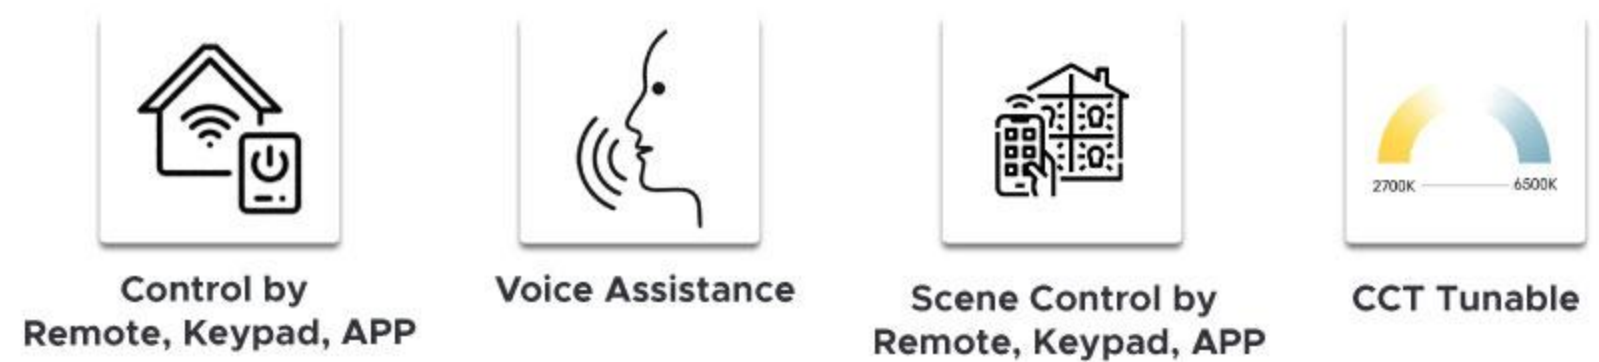 Control by
Remote, Keypad, APP
Voice Assistance
Scene Control by
Remote, Keypad, APP
2700K
6500K
CCT Tunable